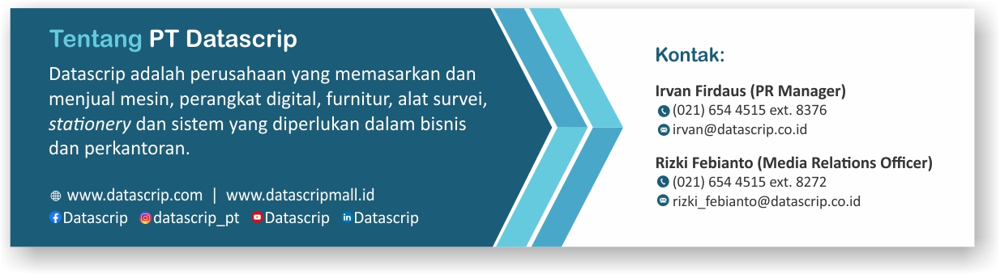 Tentang PT Datascrip
Datascrip adalah perusahaan yang memasarkan dan
menjual mesin, perangkat digital, furnitur, alat survei,
stationery dan sistem yang diperlukan dalam bisnis
dan perkantoran.
www.datascrip.com | www.datascripmall.id
Datascrip datascrip_pt Datascrip Datascrip
Kontak:
Irvan Firdaus (PR Manager)
(021) 654 4515 ext. 8376
irvan@datascrip.co.id
Rizki Febianto (Media Relations Officer)
(021) 654 4515 ext. 8272
rizki_febianto@datascrip.co.id